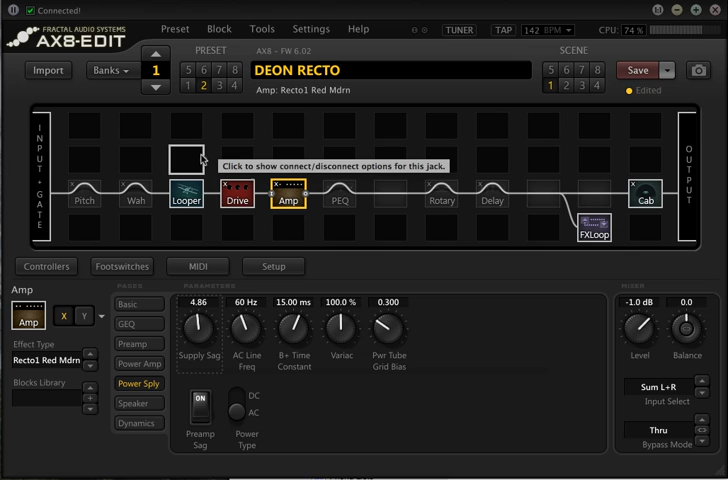 Connected!
FRACTAL AUDIO SYSTEMS
AX8-EDIT
Preset Block Tools Settings Help
TUNER TAP 142 BPM CPU: 74 %
PRESET AX8 - FW 6.02 SCENE
Import Banks 1
5 6 7 8
1 2 3 4
DEON RECTO
Amp: Recto1 Red Mdrn
5 6 7 8
1 2 3 4
Save
Edited
INPUT + GATE
OUTPUT
Click to show connect/disconnect options for this jack.
X X X X X X X X X
Pitch Wah Looper Drive Amp PEQ Rotary Delay Cab
FXLoop
Controllers Footswitches MIDI Setup
Amp PAGES PARAMETERS MIXER
Amp X Y
Effect Type
Recto1 Red Mdrn
Blocks Library
Basic
GEQ
Preamp
Power Amp
Power Sply
Speaker
Dynamics
4.86 60 Hz 15.00 ms 100.0 % 0.300
Supply Sag AC Line Freq B+ Time Constant Variac Pwr Tube Grid Bias
ON
Preamp Sag
DC
AC
Power Type
-1.0 dB 0.0
Level Balance
Sum L+R
Input Select
Thru
Bypass Mode